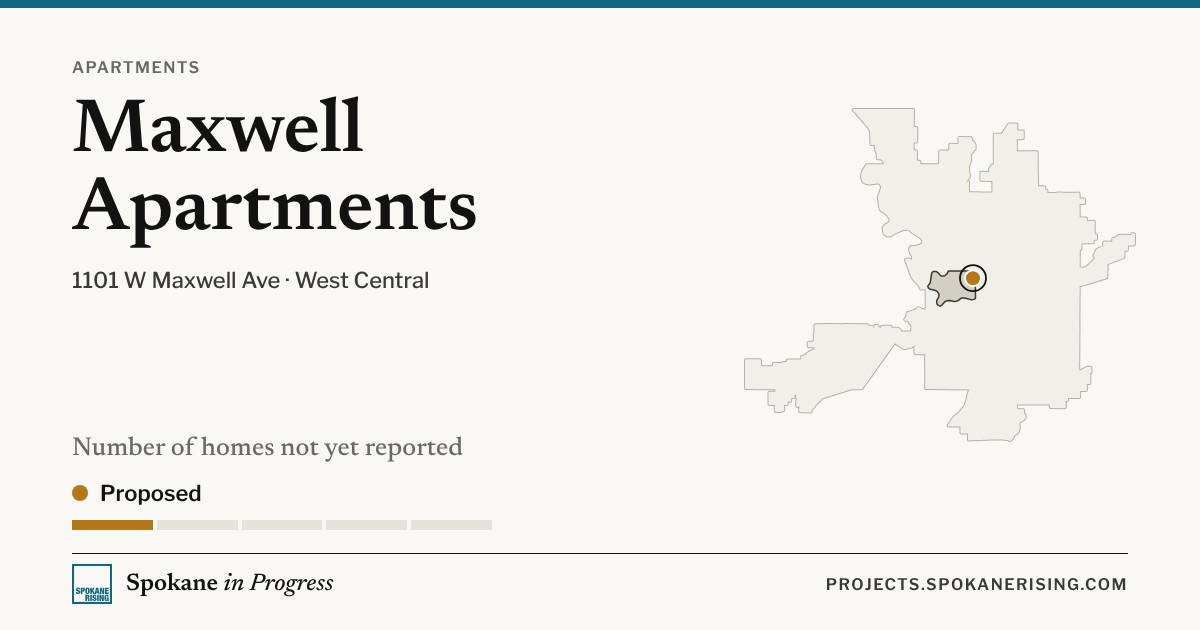 APARTMENTS
Maxwell
Apartments
1101 W Maxwell Ave · West Central
Number of homes not yet reported
Proposed
SPOKANE
RISING
Spokane in Progress
PROJECTS.SPOKANERISING.COM